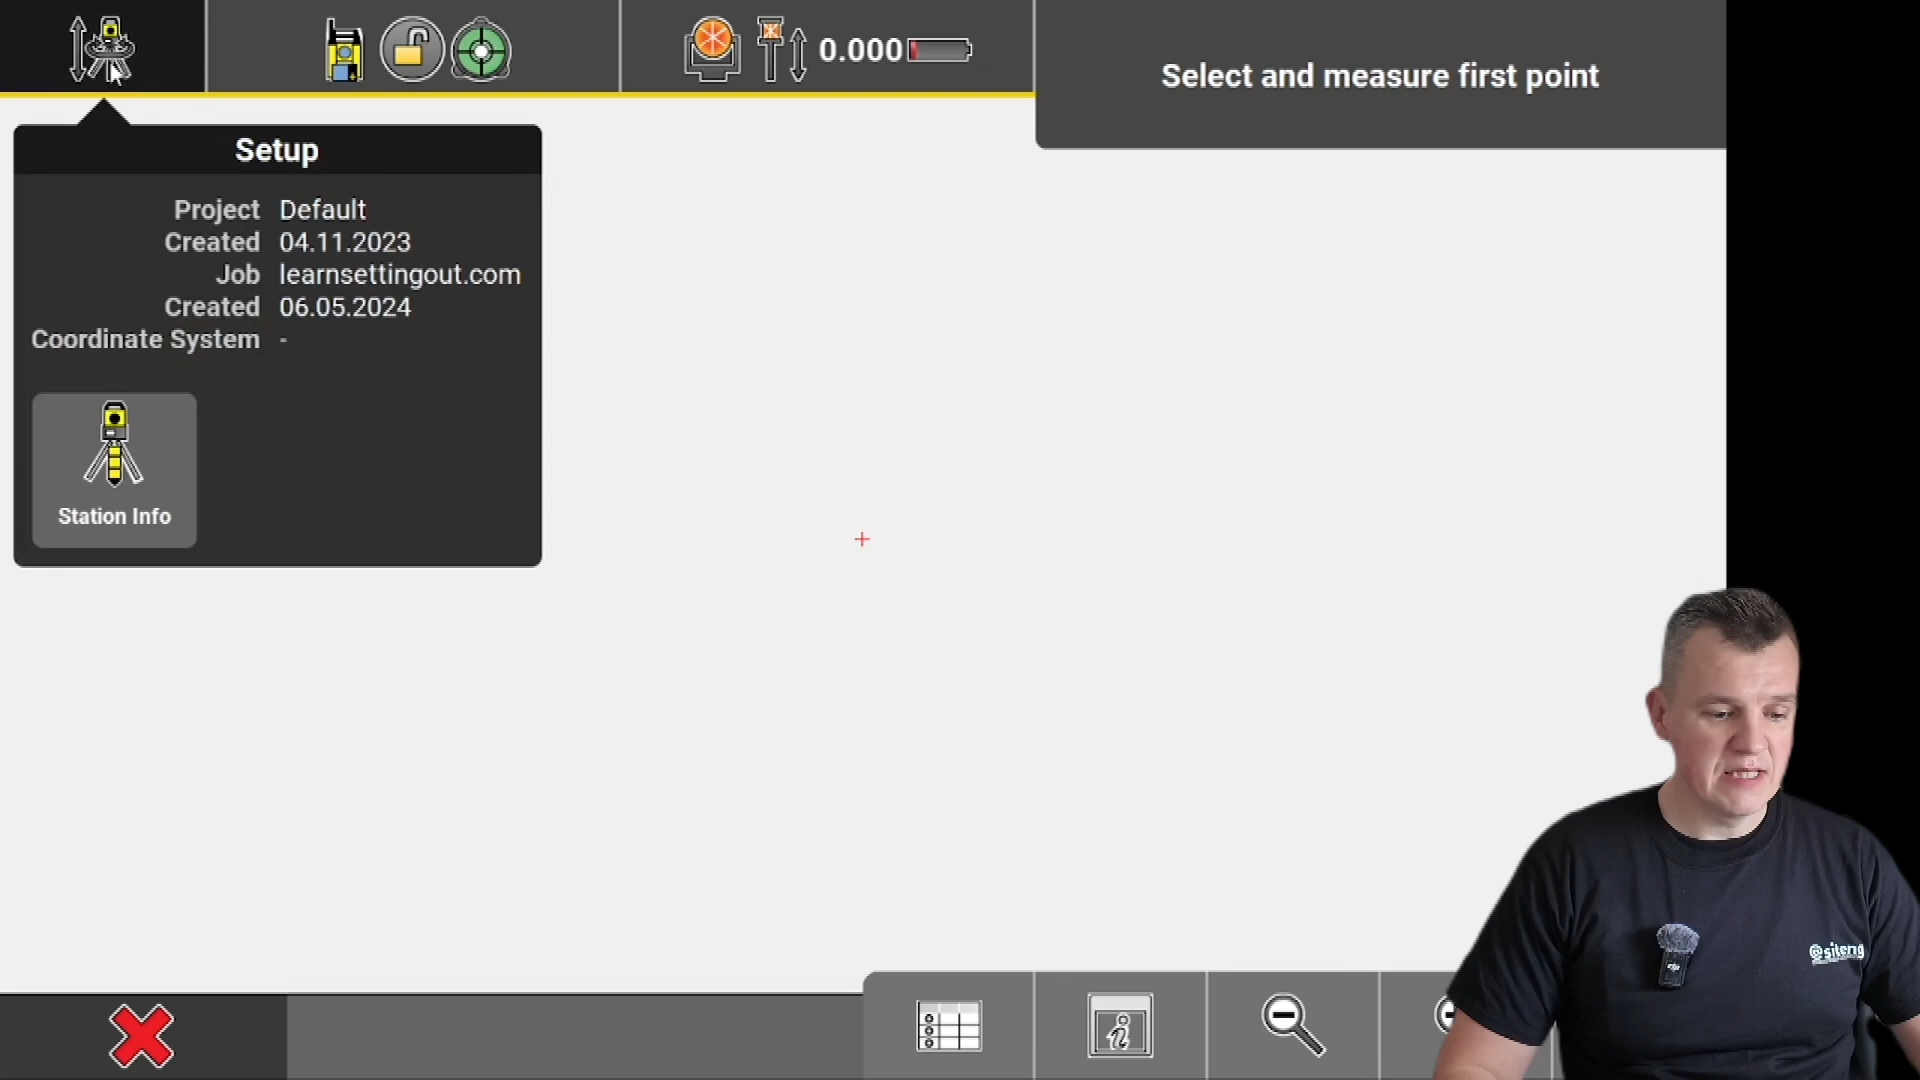 0.000
Select and measure first point
Setup
Project Default
Created 04.11.2023
Job learnsettingout.com
Created 06.05.2024
Coordinate System -
Station Info
@siteng